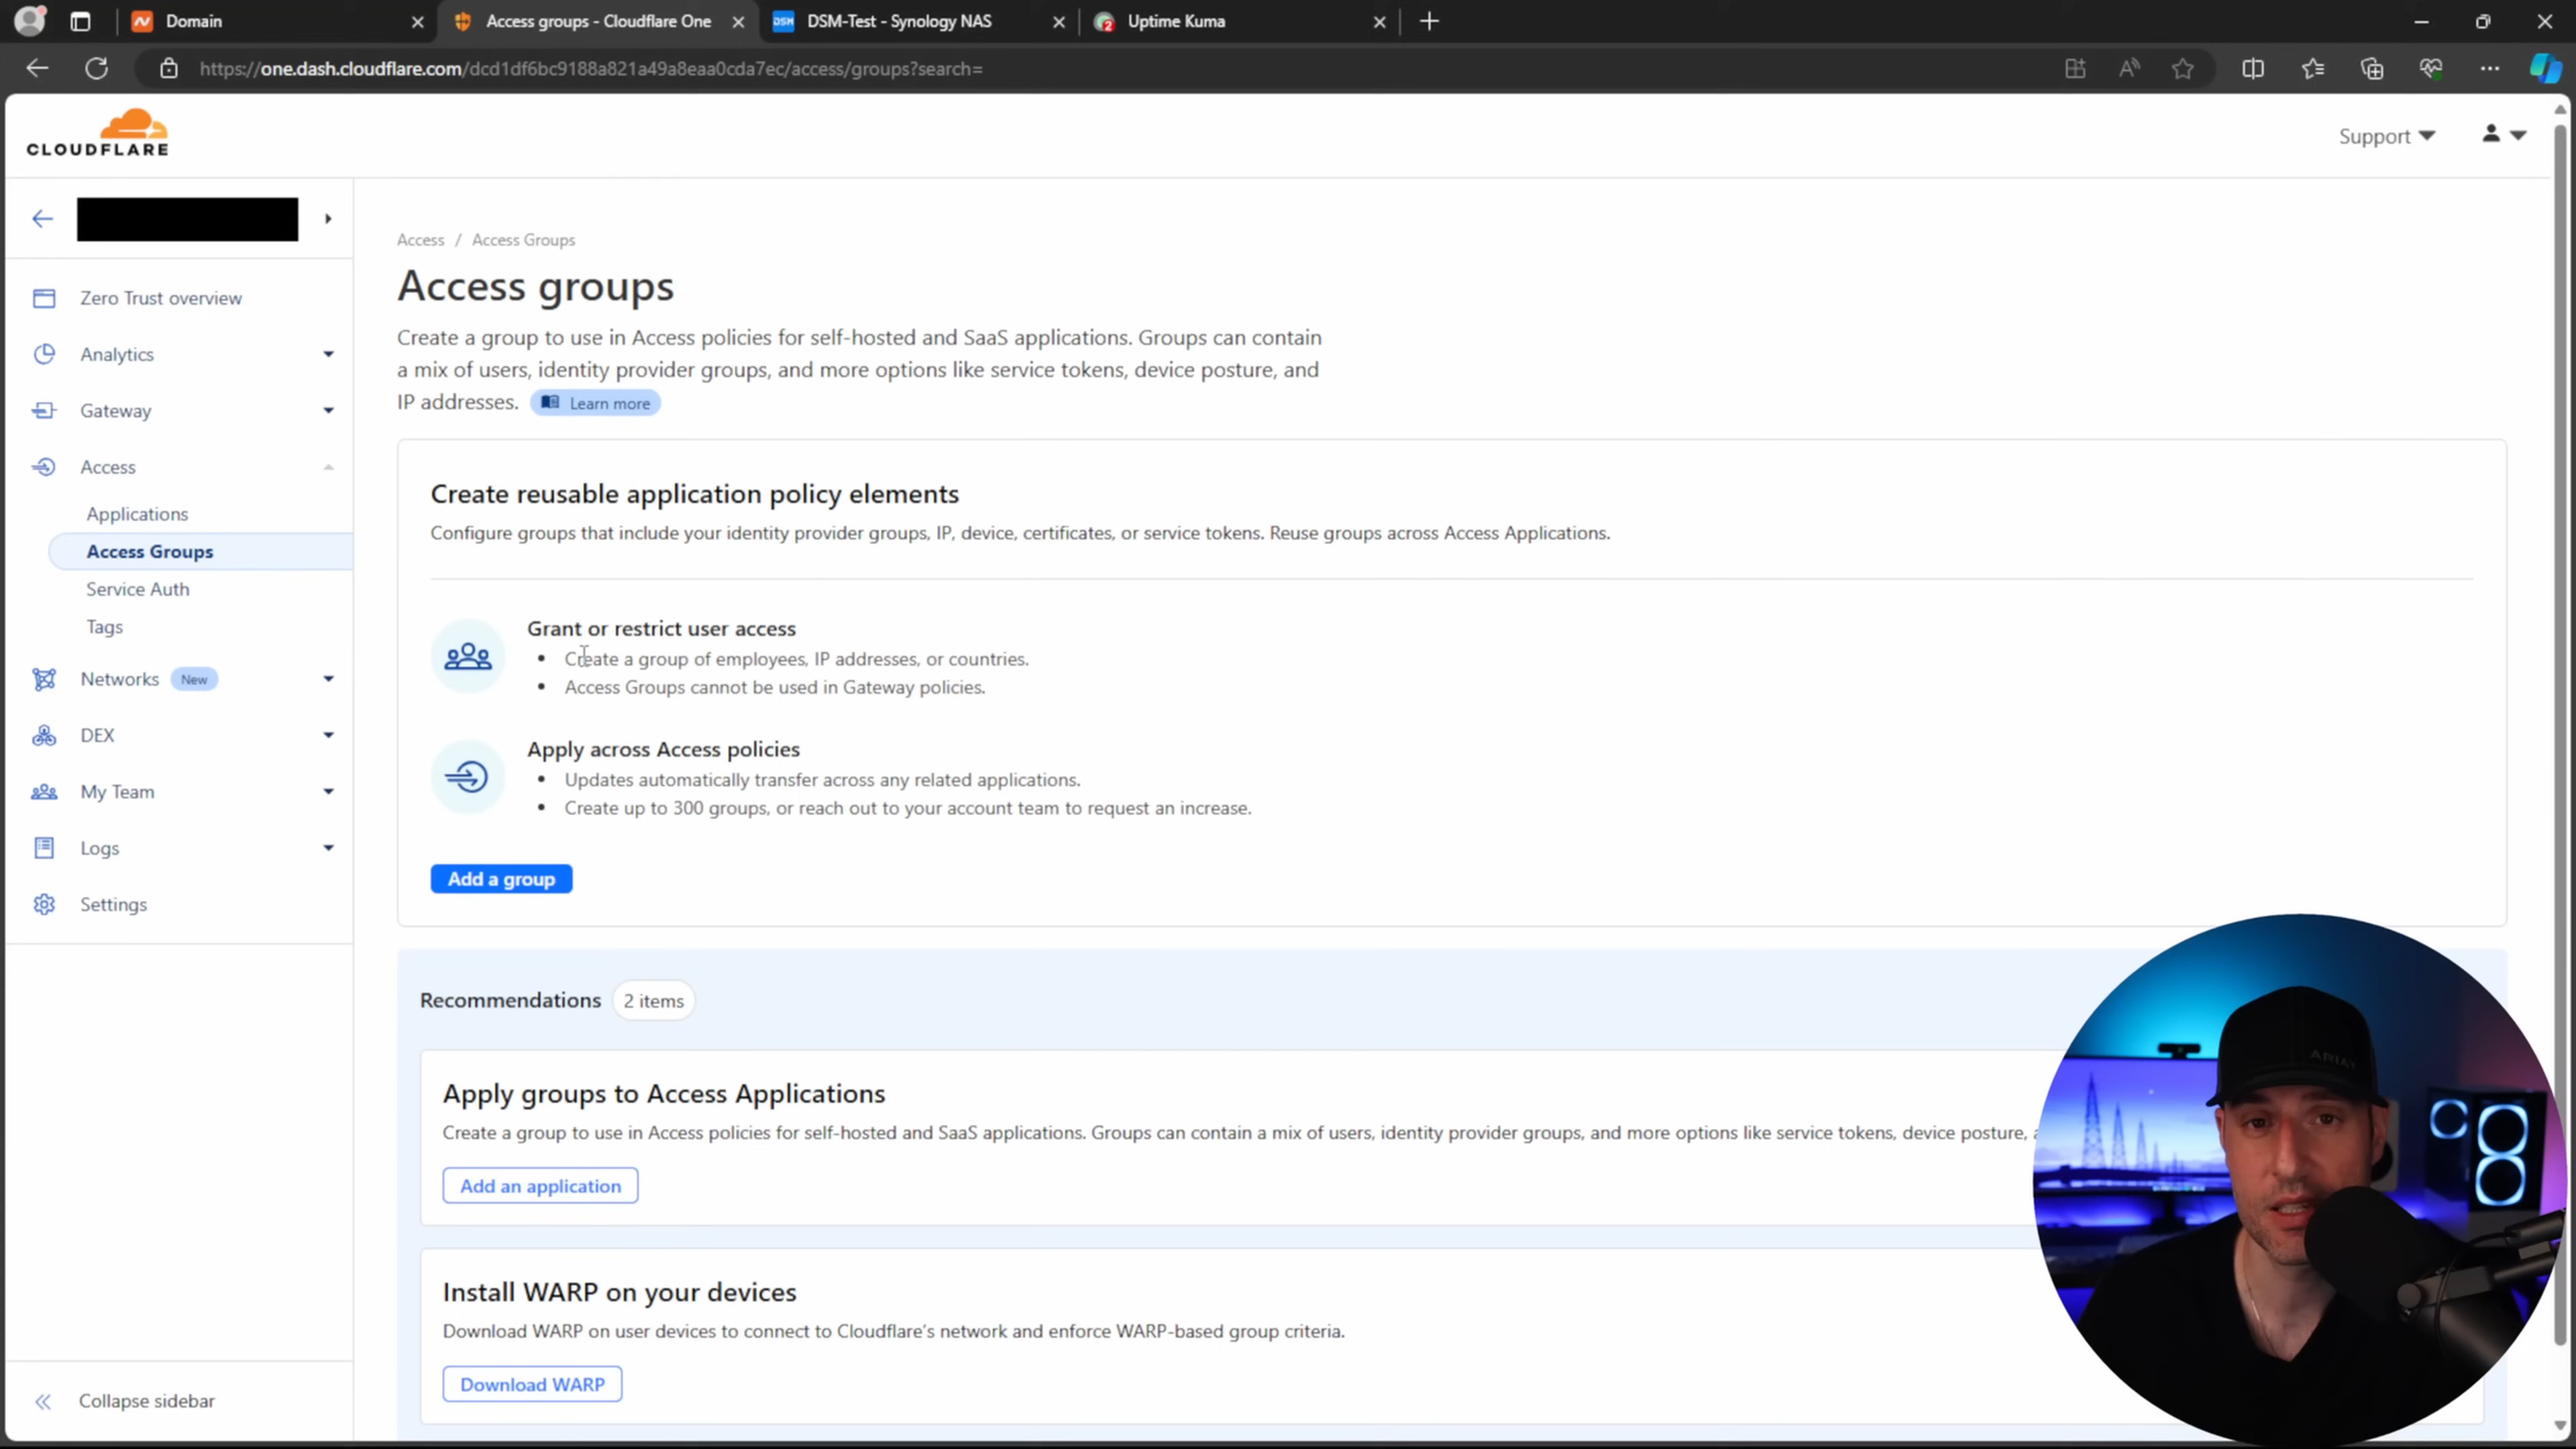 Domain
Access groups - Cloudflare One
DSM
DSM-Test - Synology NAS
2
Uptime Kuma
https://one.dash.cloudflare.com/dcd1df6bc9188a821a49a8eaa0cda7ec/access/groups?search=
CLOUDFLARE
Support
Zero Trust overview
Analytics
Gateway
Access
Applications
Access Groups
Service Auth
Tags
Networks New
DEX
My Team
Logs
Settings
Collapse sidebar
Access / Access Groups
Access groups
Create a group to use in Access policies for self-hosted and SaaS applications. Groups can contain
a mix of users, identity provider groups, and more options like service tokens, device posture, and
IP addresses. Learn more
Create reusable application policy elements
Configure groups that include your identity provider groups, IP, device, certificates, or service tokens. Reuse groups across Access Applications.
Grant or restrict user access
• Create a group of employees, IP addresses, or countries.
• Access Groups cannot be used in Gateway policies.
Apply across Access policies
• Updates automatically transfer across any related applications.
• Create up to 300 groups, or reach out to your account team to request an increase.
Add a group
Recommendations 2 items
Apply groups to Access Applications
Create a group to use in Access policies for self-hosted and SaaS applications. Groups can contain a mix of users, identity provider groups, and more options like service tokens, device posture,
Add an application
Install WARP on your devices
Download WARP on user devices to connect to Cloudflare's network and enforce WARP-based group criteria.
Download WARP
ARIAT